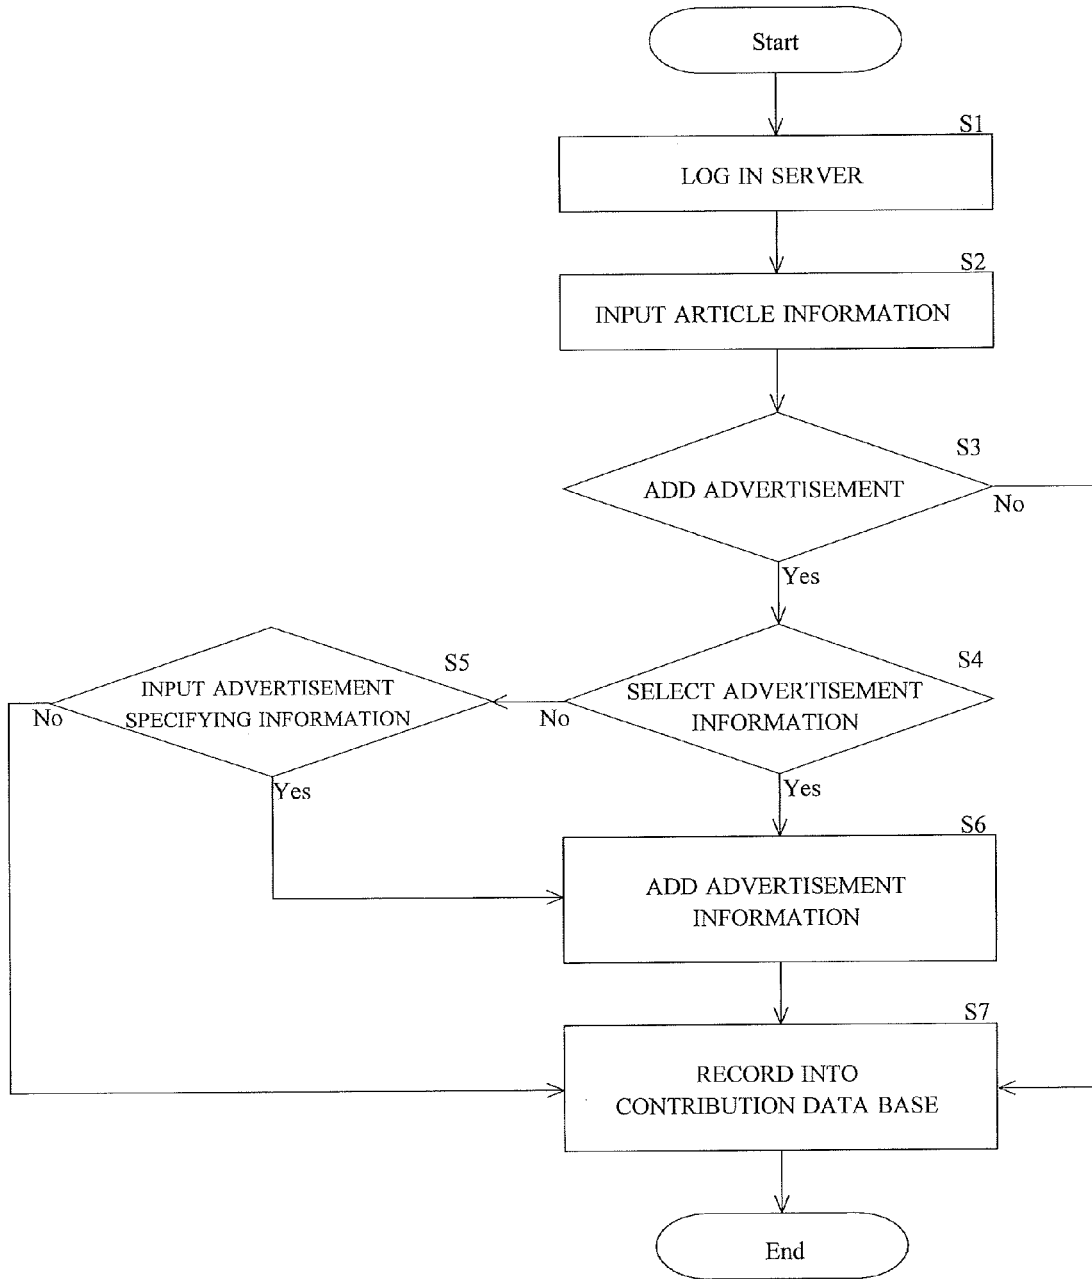 Start
S1
LOG IN SERVER
S2
INPUT ARTICLE INFORMATION
S3
ADD ADVERTISEMENT
No
Yes
S4
SELECT ADVERTISEMENT
INFORMATION
No
Yes
S5
INPUT ADVERTISEMENT
SPECIFYING INFORMATION
No
Yes
S6
ADD ADVERTISEMENT
INFORMATION
S7
RECORD INTO
CONTRIBUTION DATA BASE
End